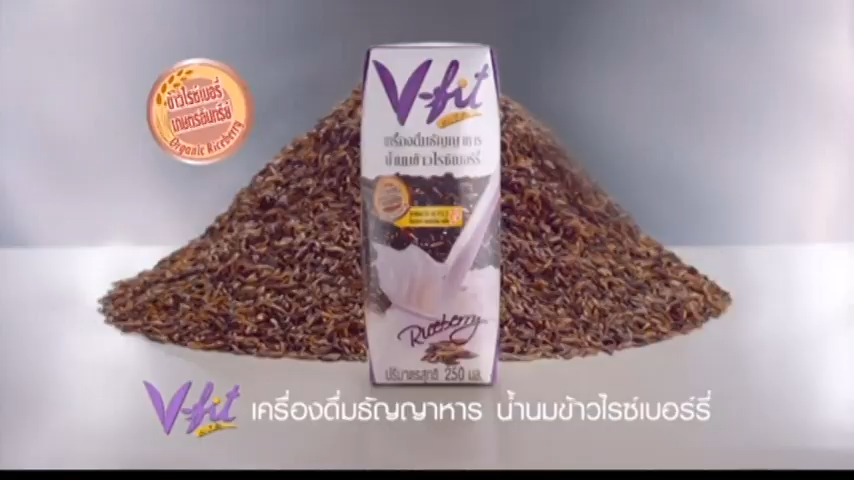 ข้าวไรซ์เบอร์รี่
เกษตรอินทรีย์
Organic Riceberry
V-fit
เครื่องดื่มธัญญาหาร
น้ำนมข้าวไรซ์เบอร์รี่
Riceberry
ปริมาตรสุทธิ 250 มล.
V-fit เครื่องดื่มธัญญาหาร น้ำนมข้าวไรซ์เบอร์รี่